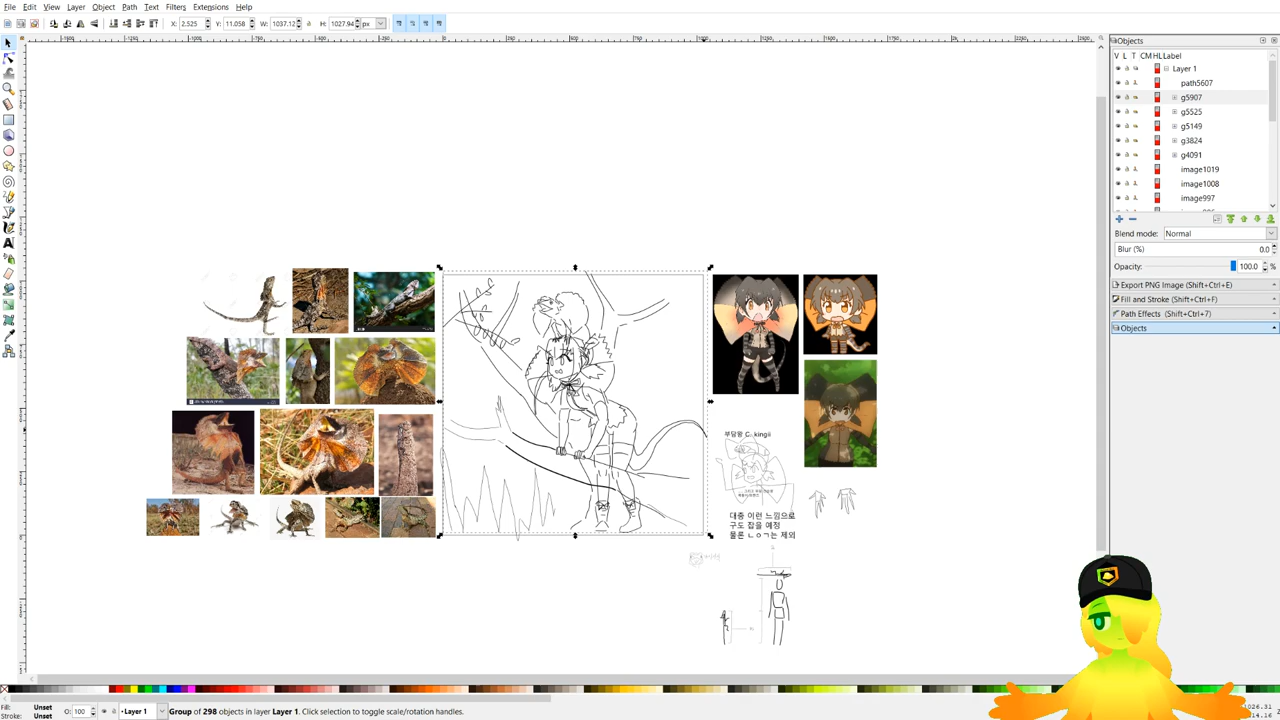 File Edit View Layer Object Path Text Filters Extensions Help
X: 2.525 Y: 11.058 W: 1037.12 H: 1027.94 px
Objects
V L T CM HL Label
Layer 1
path5607
g5907
g5525
g5149
g3824
g4091
image1019
image1008
image997
Blend mode: Normal
Blur (%) 0.0
Opacity: 100.0 %
Export PNG Image (Shift+Ctrl+E)
Fill and Stroke (Shift+Ctrl+F)
Path Effects (Shift+Ctrl+7)
Objects
부담왕 C. kingii
대충 이런 느낌으로
구도 잡을 예정
물론 ㄴㅇㄱ는 제외
Fill: Unset
Stroke: Unset
O: 100
Layer 1
Group of 298 objects in layer Layer 1. Click selection to toggle scale/rotation handles.